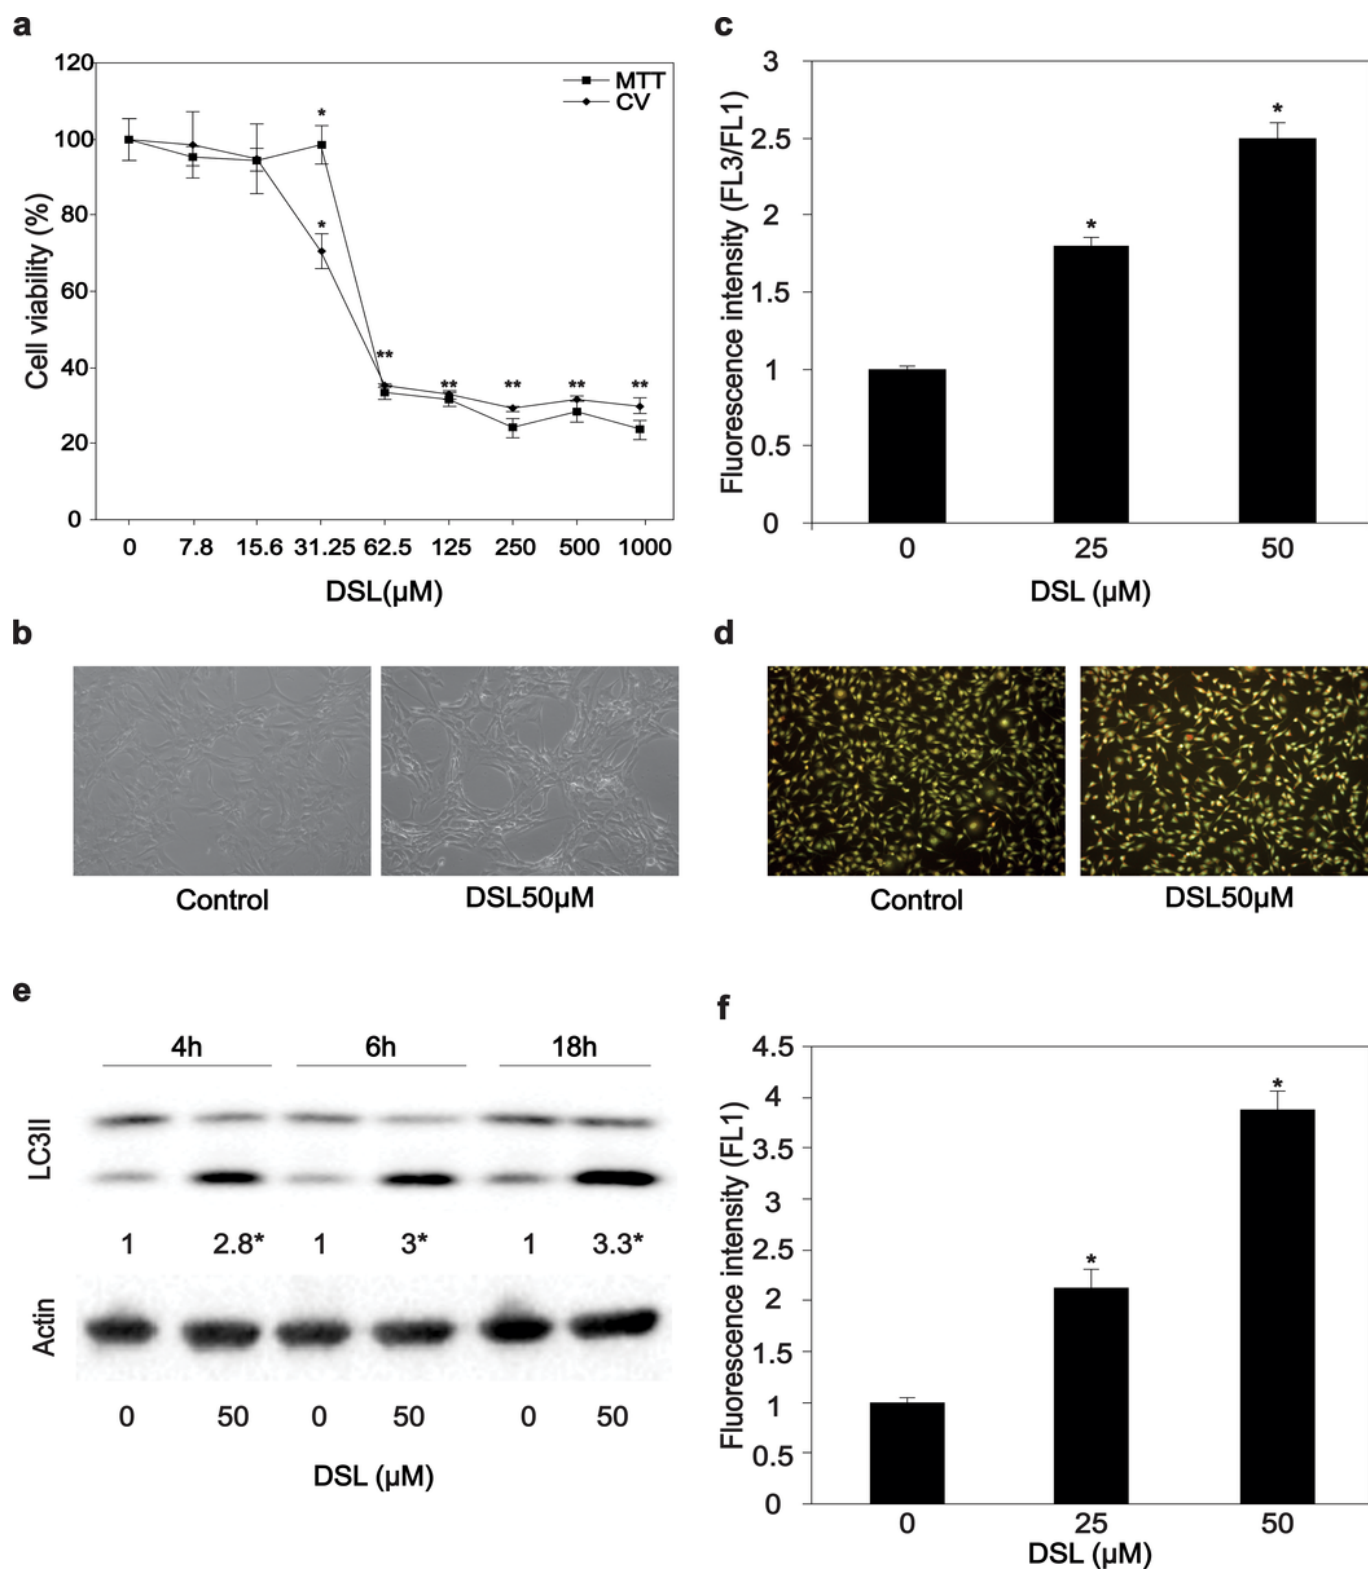 a
120
100
80
60
40
20
0
Cell viability (%)
MTT
CV
*
*
**
**
**
**
**
0 7.8 15.6 31.25 62.5 125 250 500 1000
DSL(μM)
c
3
2.5
2
1.5
1
0.5
0
Fluorescence intensity (FL3/FL1)
*
*
0 25 50
DSL (μM)
b
Control DSL50μM
d
Control DSL50μM
e
4h 6h 18h
LC3II
1 2.8* 1 3* 1 3.3*
Actin
0 50 0 50 0 50
DSL (μM)
f
4.5
4
3.5
3
2.5
2
1.5
1
0.5
0
Fluorescence intensity (FL1)
*
*
0 25 50
DSL (μM)